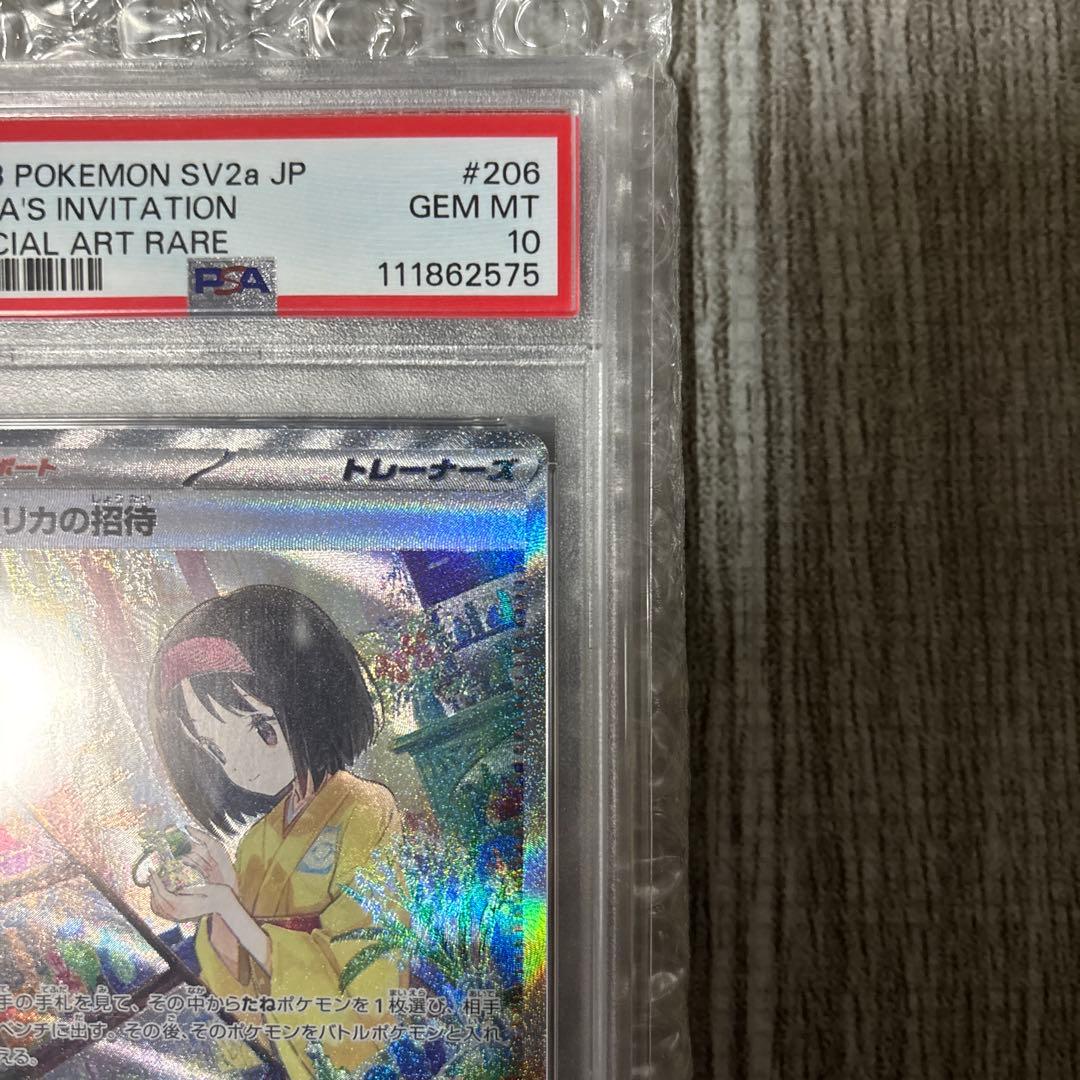 POKEMON SV2a JP #206
A'S INVITATION GEM MT
CIAL ART RARE 10
PSA 111862575
ポート トレーナーズ
しょうたい
リカの招待
手の手札を見て、その中からたねポケモンを1枚選び、相手
ベンチに出す。その後、そのポケモンをバトルポケモンと入れ
える。